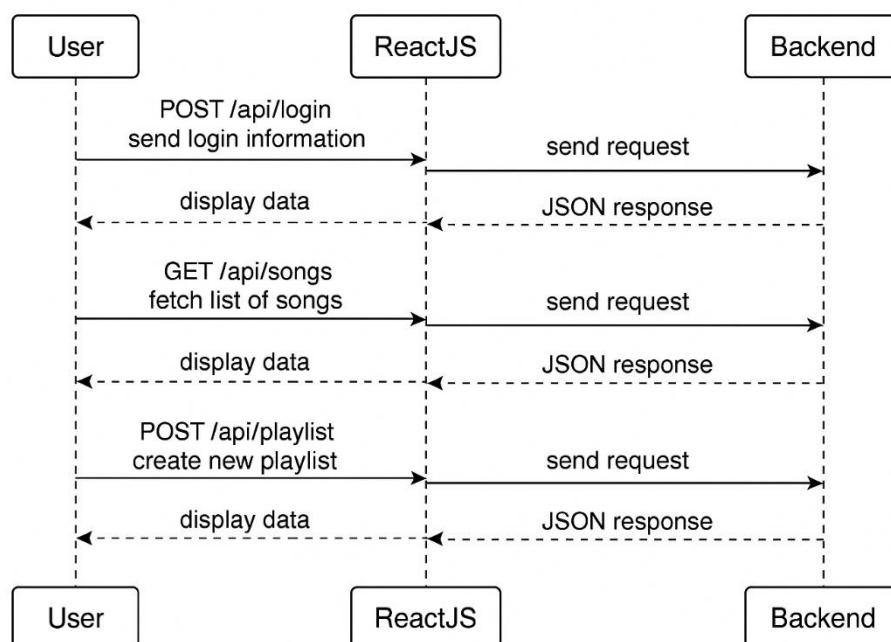 User
ReactJS
Backend
POST /api/login
send login information
send request
display data
JSON response
GET /api/songs
fetch list of songs
send request
display data
JSON response
POST /api/playlist
create new playlist
send request
display data
JSON response
User
ReactJS
Backend